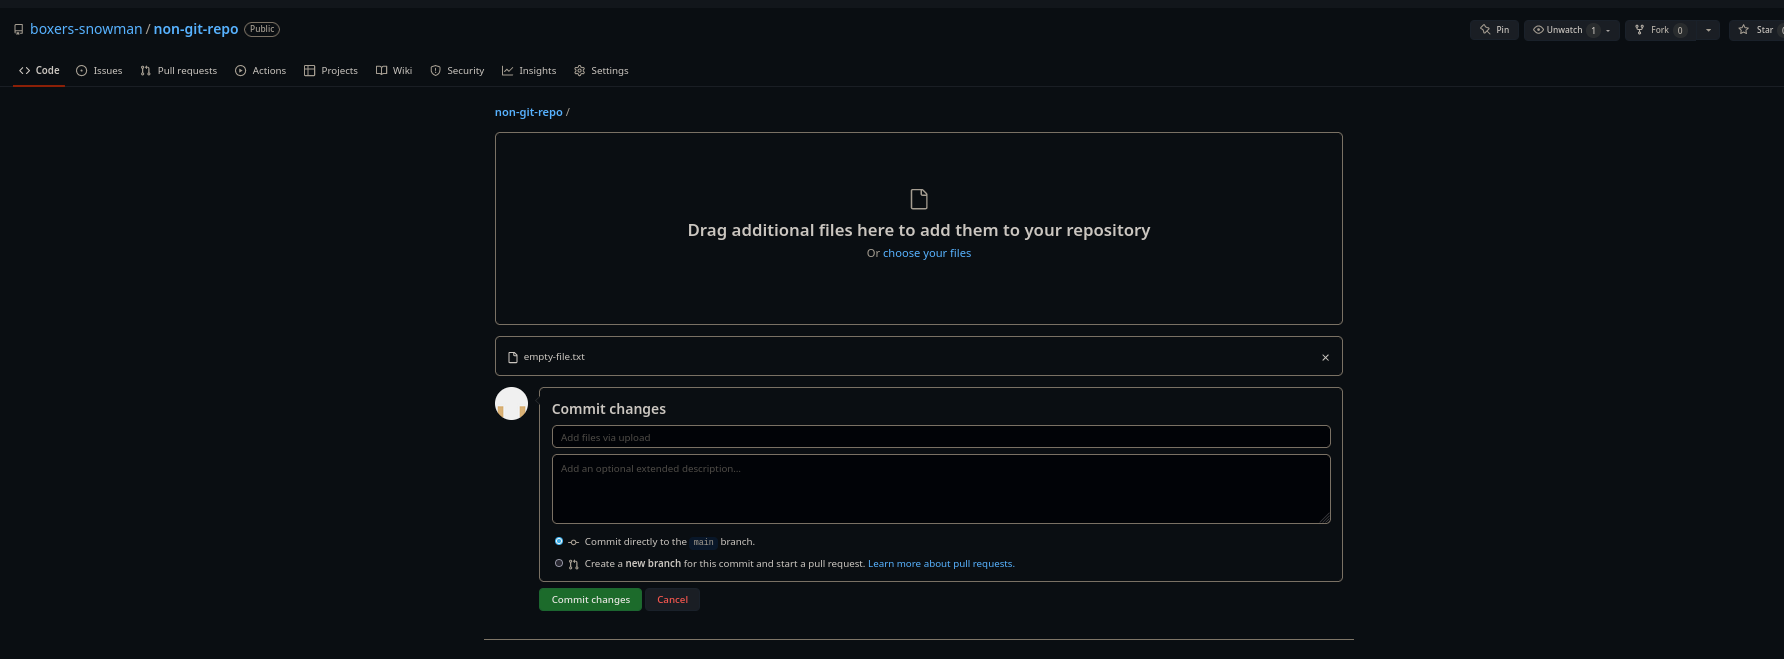 boxers-snowman / non-git-repo Public
Pin Unwatch 1 Fork 0 Star
Code Issues Pull requests Actions Projects Wiki Security Insights Settings
non-git-repo /
Drag additional files here to add them to your repository
Or choose your files
empty-file.txt
Commit changes
Add files via upload
Add an optional extended description...
Commit directly to the main branch.
Create a new branch for this commit and start a pull request. Learn more about pull requests.
Commit changes Cancel